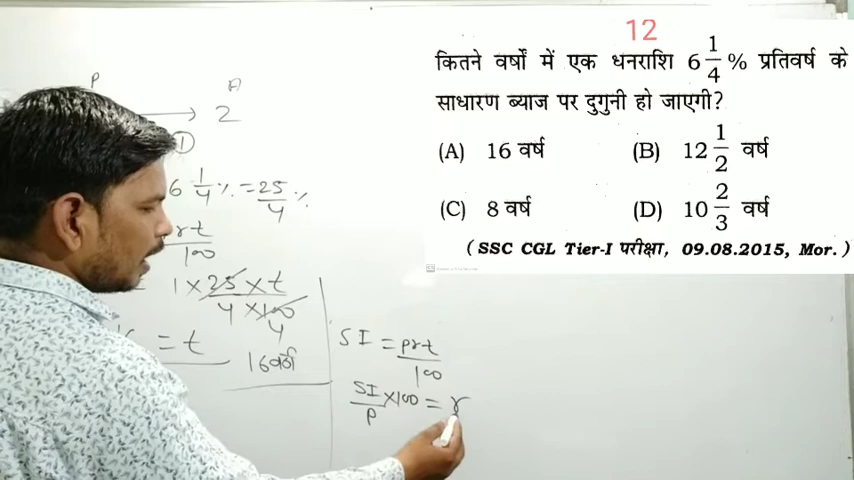 12
कितने वर्षों में एक धनराशि 6 1/4 % प्रतिवर्ष के
साधारण ब्याज पर दुगुनी हो जाएगी?
(A) 16 वर्ष (B) 12 1/2 वर्ष
(C) 8 वर्ष (D) 10 2/3 वर्ष
(SSC CGL Tier-I परीक्षा, 09.08.2015, Mor.)
P A
→ 2
1
6 1/4 % = 25/4 %
rt/100
1 × 25 × t
4 × 100
4
= t 16 वर्ष
SI = prt/100
SI/P × 100 = r